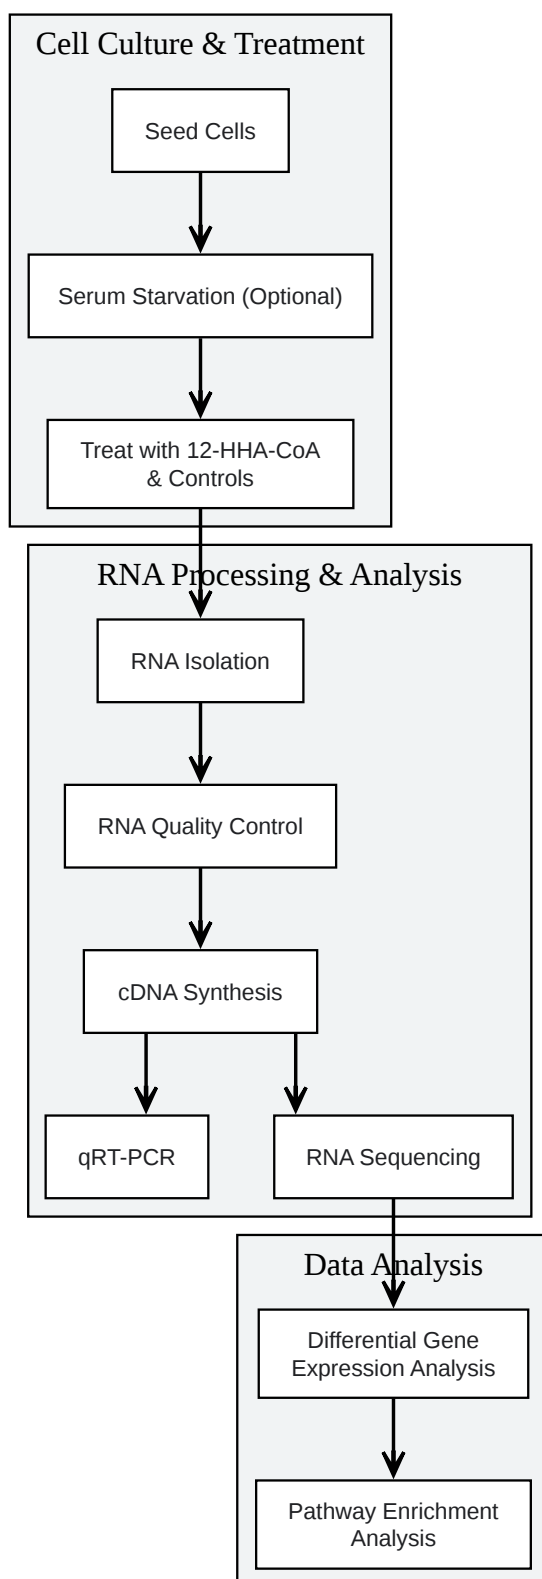 Cell Culture & Treatment
Seed Cells
Serum Starvation (Optional)
Treat with 12-HHA-CoA
& Controls
RNA Processing & Analysis
RNA Isolation
RNA Quality Control
cDNA Synthesis
qRT-PCR
RNA Sequencing
Data Analysis
Differential Gene
Expression Analysis
Pathway Enrichment
Analysis